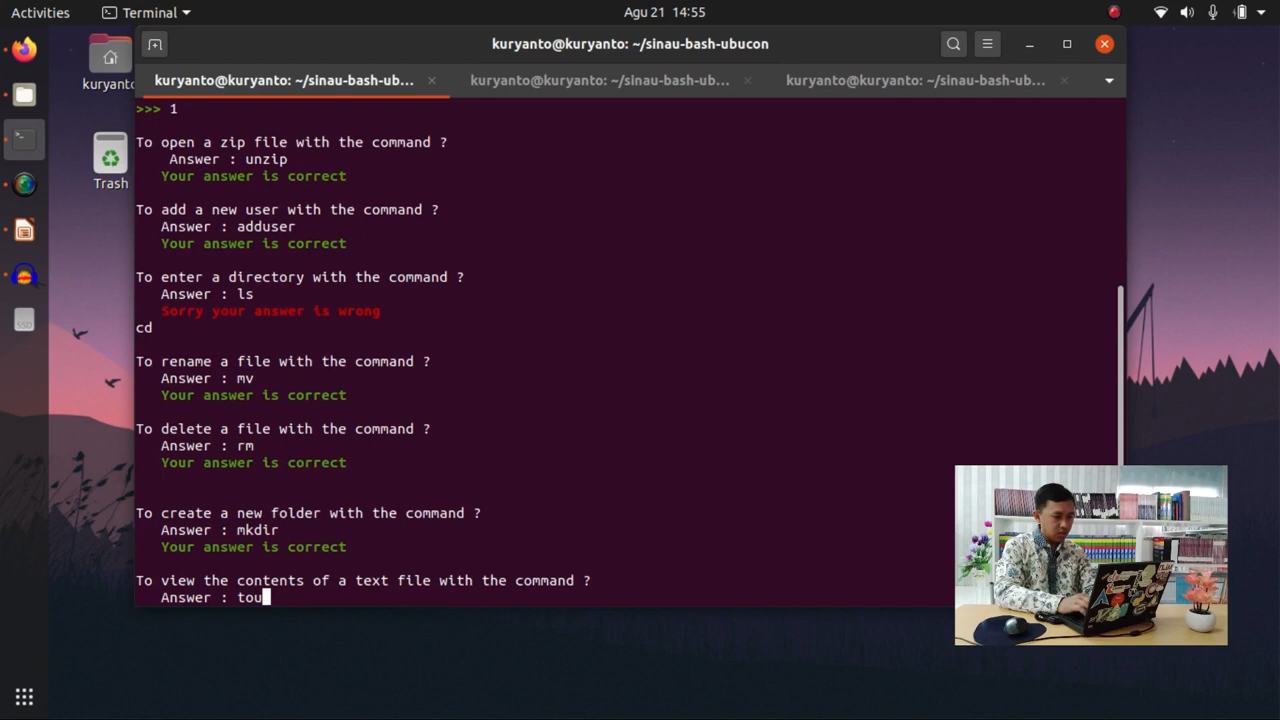 Activities
Terminal
Agu 21 14:55
kuryanto@kuryanto: ~/sinau-bash-ubucon
kuryanto@kuryanto: ~/sinau-bash-ub...
kuryanto@kuryanto: ~/sinau-bash-ub...
kuryanto@kuryanto: ~/sinau-bash-ub...
kuryanto
Trash
SSD
>>> 1
To open a zip file with the command ?
Answer : unzip
Your answer is correct
To add a new user with the command ?
Answer : adduser
Your answer is correct
To enter a directory with the command ?
Answer : ls
Sorry your answer is wrong
cd
To rename a file with the command ?
Answer : mv
Your answer is correct
To delete a file with the command ?
Answer : rm
Your answer is correct
To create a new folder with the command ?
Answer : mkdir
Your answer is correct
To view the contents of a text file with the command ?
Answer : tou